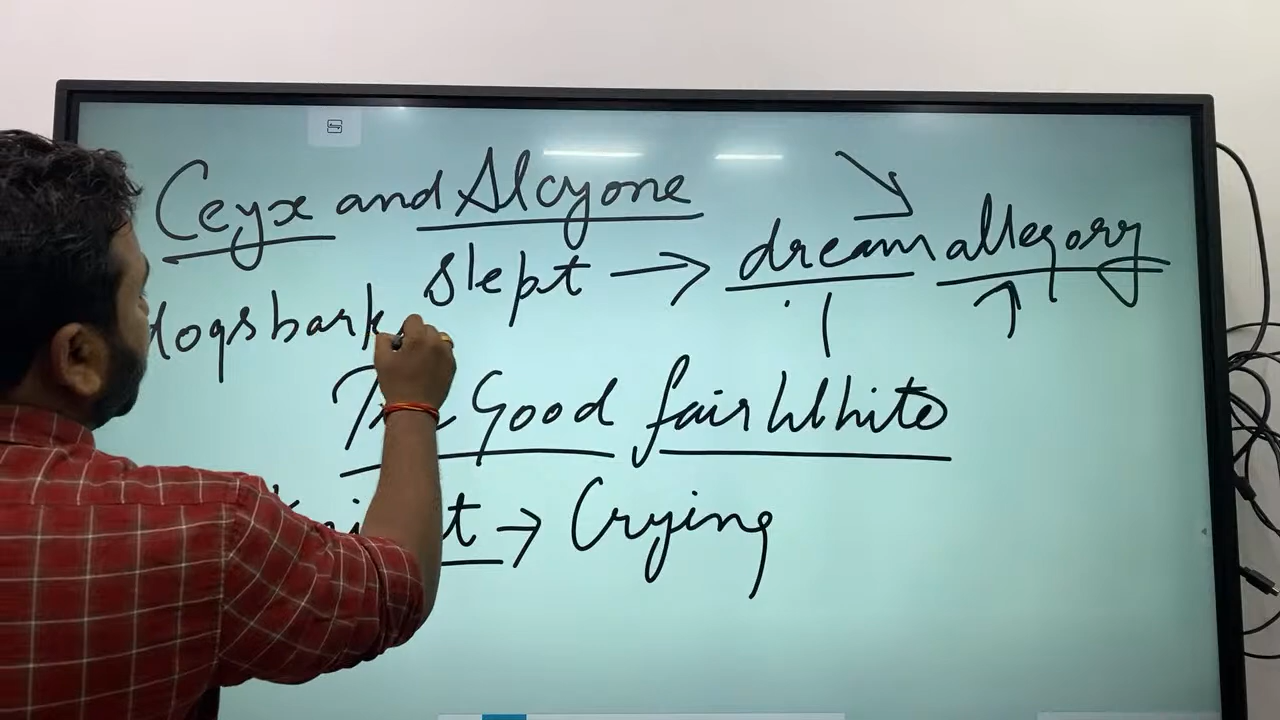 Ceyx and Alcyone
slept → dream allegory
dogs bark
Good fair White
→ Crying